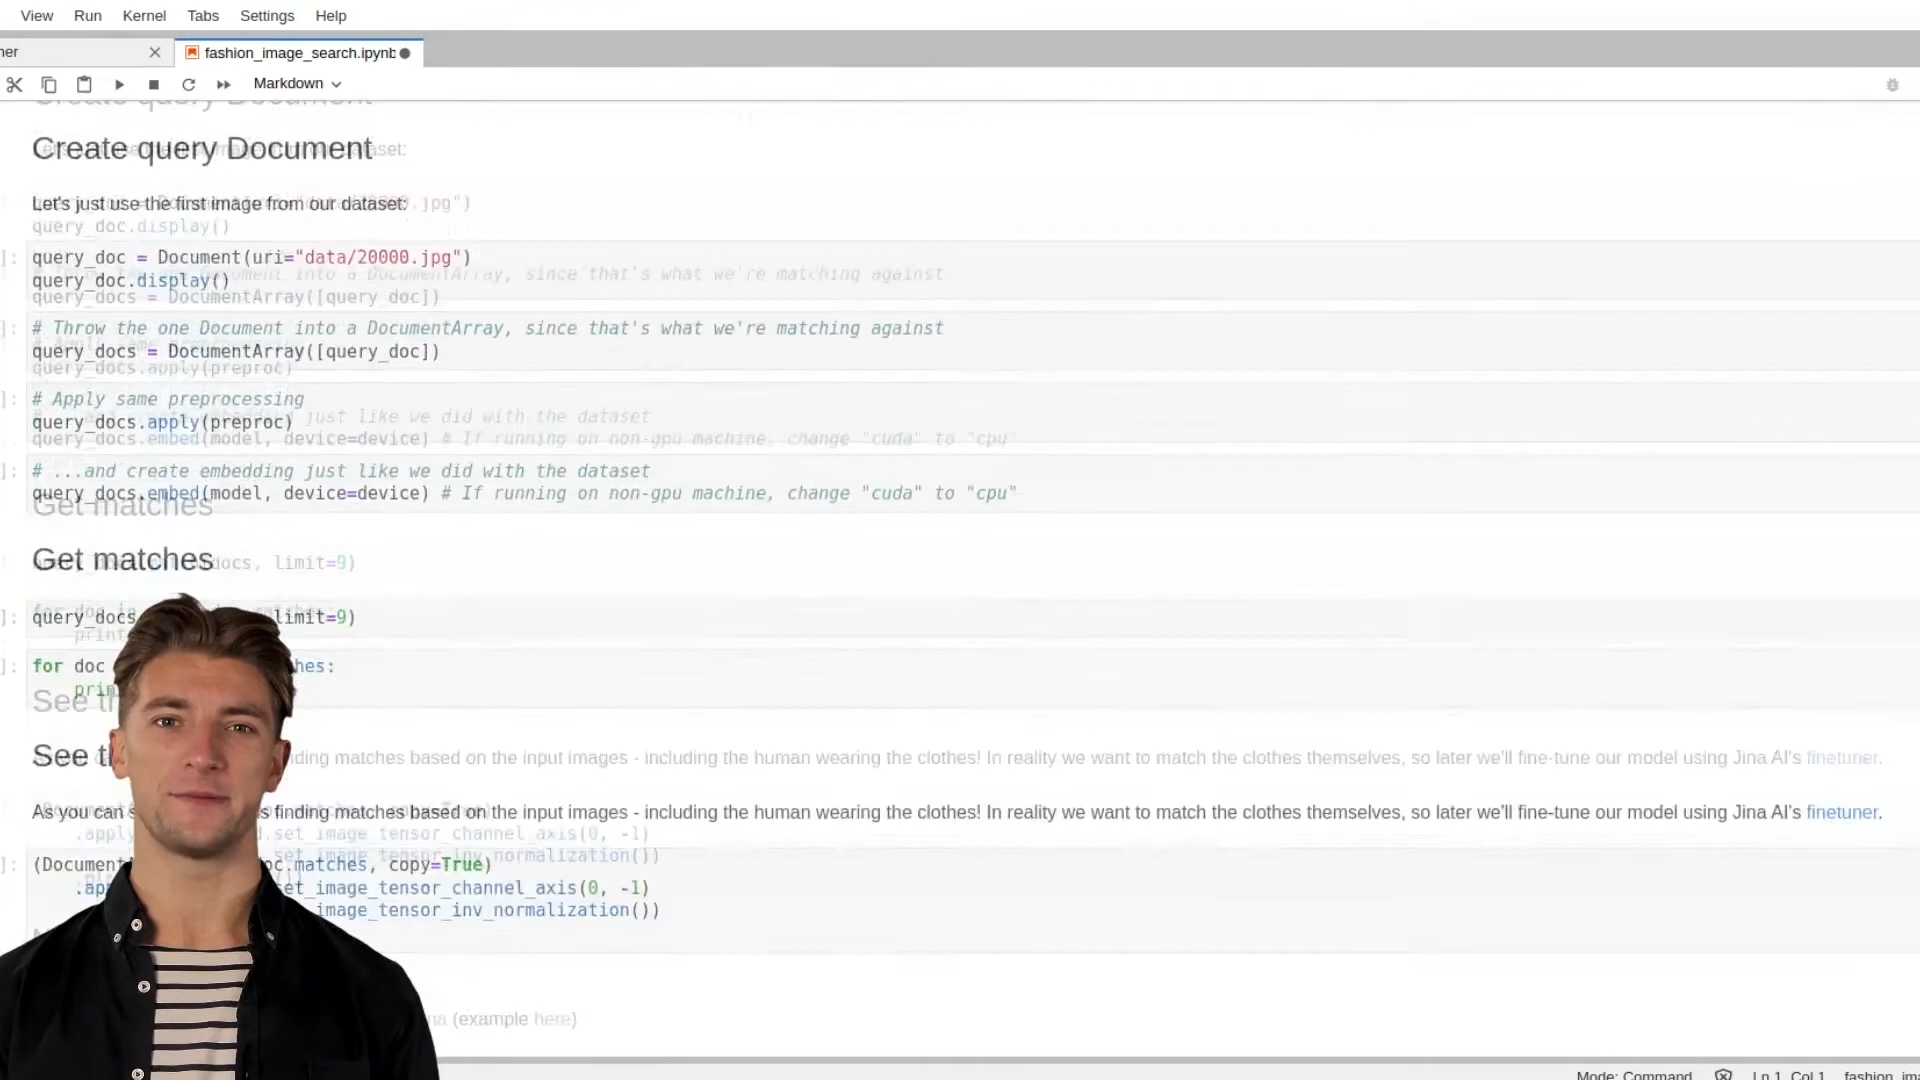 View Run Kernel Tabs Settings Help
fashion_image_search.ipynb
Markdown
Create query Document
Let's just use the first image from our dataset:
query_doc = Document(uri="data/20000.jpg")
query_doc.display()
# Throw the one Document into a DocumentArray, since that's what we're matching against
query_docs = DocumentArray([query_doc])
# Apply same preprocessing
query_docs.apply(preproc)
# ...and create embedding just like we did with the dataset
query_docs.embed(model, device=device) # If running on non-gpu machine, change "cuda" to "cpu"
Get matches
query_docs limit=9)
for doc hes:
See
As you can finding matches based on the input images - including the human wearing the clothes! In reality we want to match the clothes themselves, so later we'll fine-tune our model using Jina AI's finetuner.
(Document .matches, copy=True)
set_image_tensor_channel_axis(0, -1)
image_tensor_inv_normalization())
(example here)
Mode: Command Ln 1, Col 1